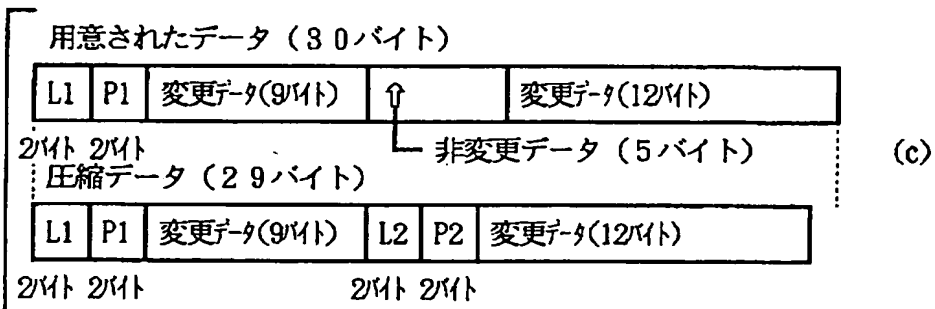 用意されたデータ（３０バイト）
L1 P1 変更データ(9バイト) ⇧ 変更データ(12バイト)
2バイト 2バイト 非変更データ（５バイト） (c)
圧縮データ（２９バイト）
L1 P1 変更データ(9バイト) L2 P2 変更データ(12バイト)
2バイト 2バイト 2バイト 2バイト